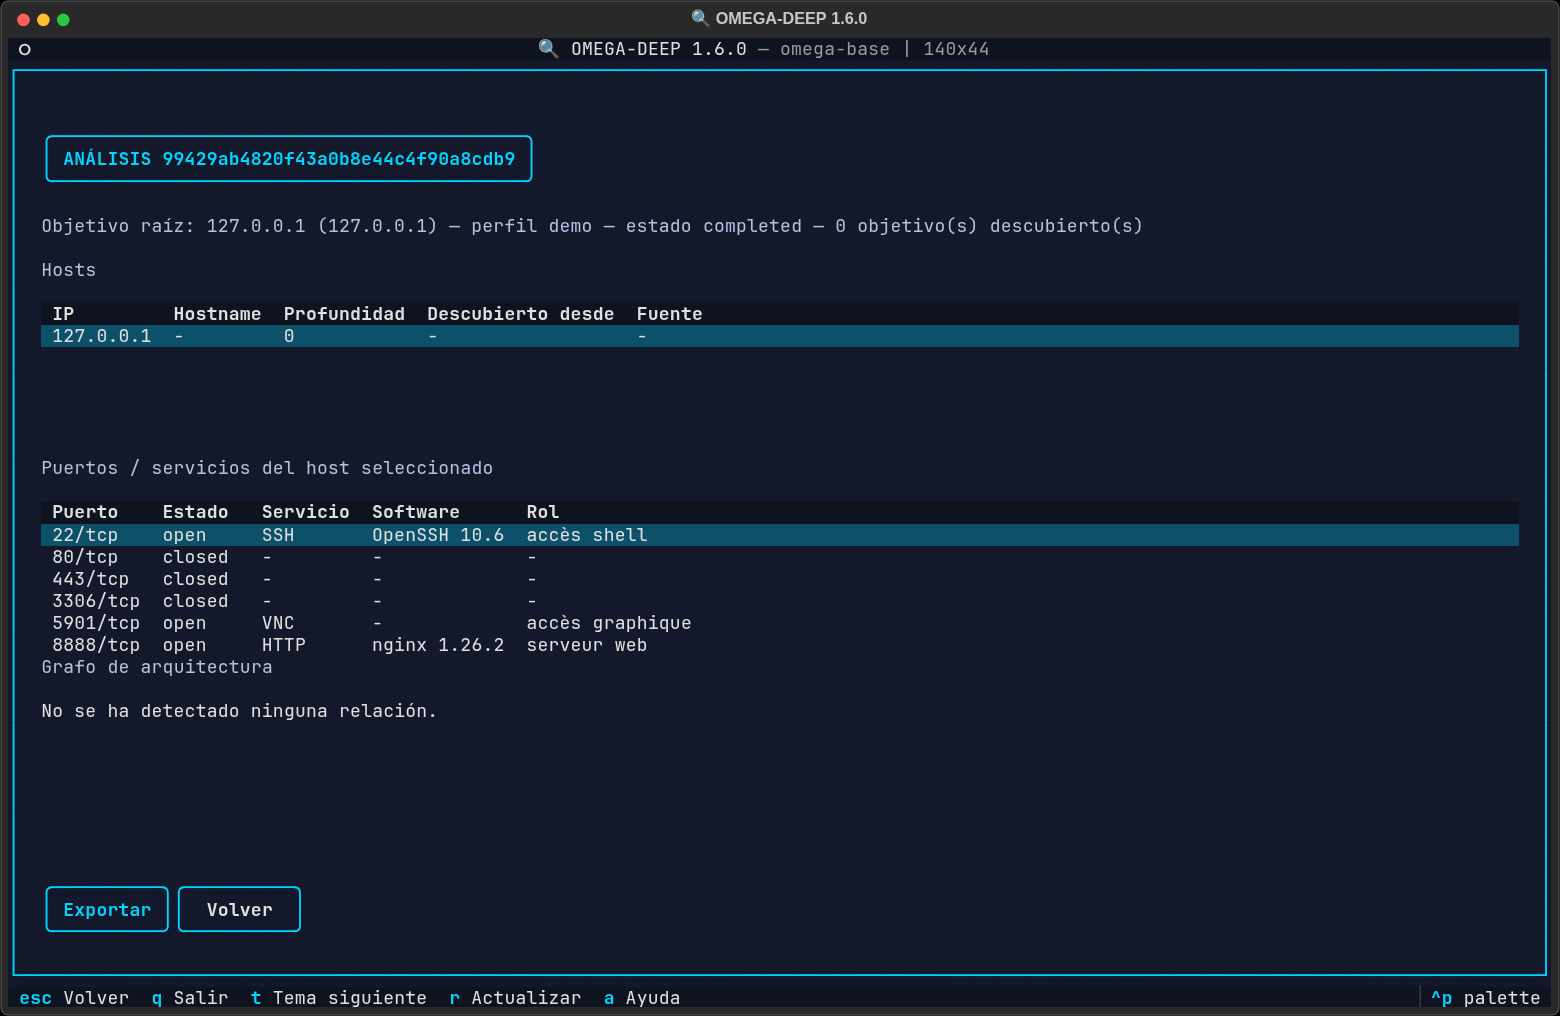 🔍 OMEGA-DEEP 1.6.0
🔍 OMEGA-DEEP 1.6.0 — omega-base | 140x44
ANÁLISIS 99429ab4820f43a0b8e44c4f90a8cdb9
Objetivo raíz: 127.0.0.1 (127.0.0.1) — perfil demo — estado completed — 0 objetivo(s) descubierto(s)
Hosts
IP Hostname Profundidad Descubierto desde Fuente
127.0.0.1 - 0 - -
Puertos / servicios del host seleccionado
Puerto Estado Servicio Software Rol
22/tcp open SSH OpenSSH 10.6 accès shell
80/tcp closed - - -
443/tcp closed - - -
3306/tcp closed - - -
5901/tcp open VNC - accès graphique
8888/tcp open HTTP nginx 1.26.2 serveur web
Grafo de arquitectura
No se ha detectado ninguna relación.
Exportar Volver
esc Volver q Salir t Tema siguiente r Actualizar a Ayuda ^p palette